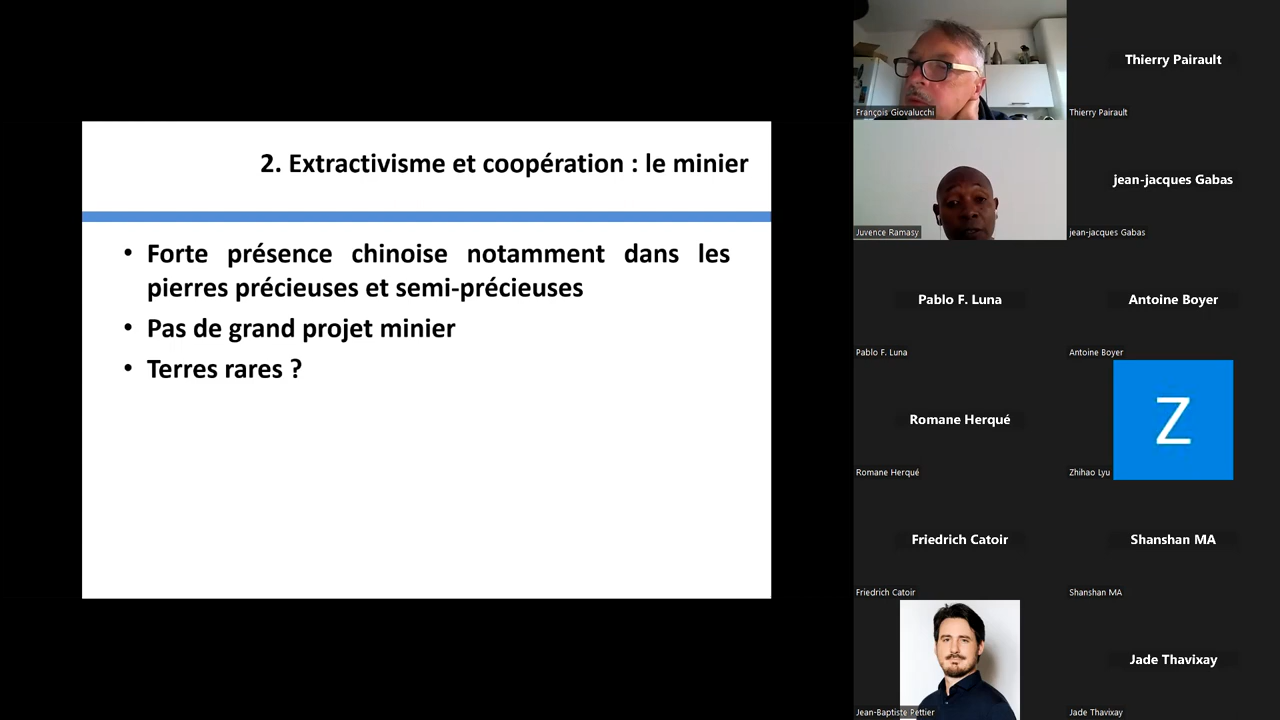 2. Extractivisme et coopération : le minier
• Forte présence chinoise notamment dans les
pierres précieuses et semi-précieuses
• Pas de grand projet minier
• Terres rares ?
François Giovalucchi
Thierry Pairault
Thierry Pairault
Juvence Ramasy
jean-jacques Gabas
jean-jacques Gabas
Pablo F. Luna
Pablo F. Luna
Antoine Boyer
Antoine Boyer
Romane Herqué
Romane Herqué
Z
Zhihao Lyu
Friedrich Catoir
Friedrich Catoir
Shanshan MA
Shanshan MA
Jean-Baptiste Pettier
Jade Thavixay
Jade Thavixay